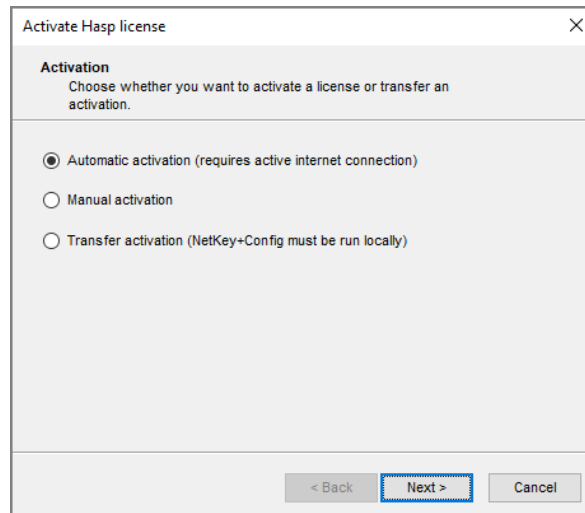 Activate Hasp license
Activation
Choose whether you want to activate a license or transfer an
activation.
Automatic activation (requires active internet connection)
Manual activation
Transfer activation (NetKey+Config must be run locally)
< Back
Next >
Cancel